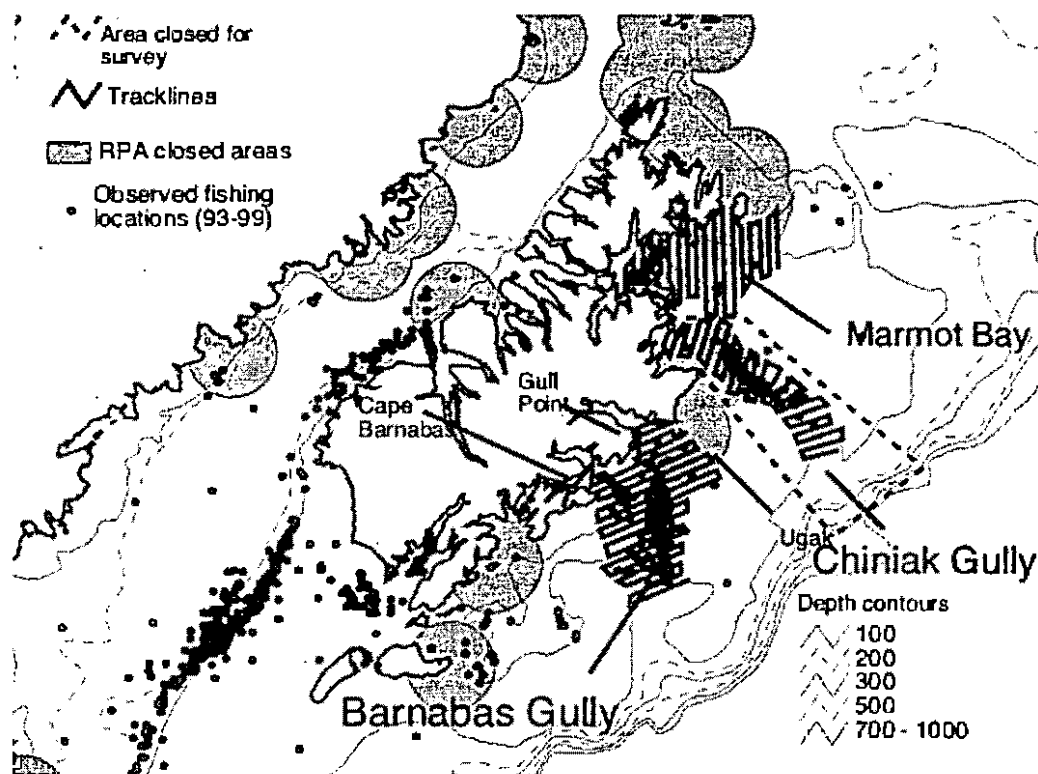 Area closed for
survey
Tracklines
RPA closed areas
Observed fishing
locations (93-99)
Marmot Bay
Gull
Point
Cape
Barnabas
Ugak
Chiniak Gully
Depth contours
100
200
300
500
700 - 1000
Barnabas Gully